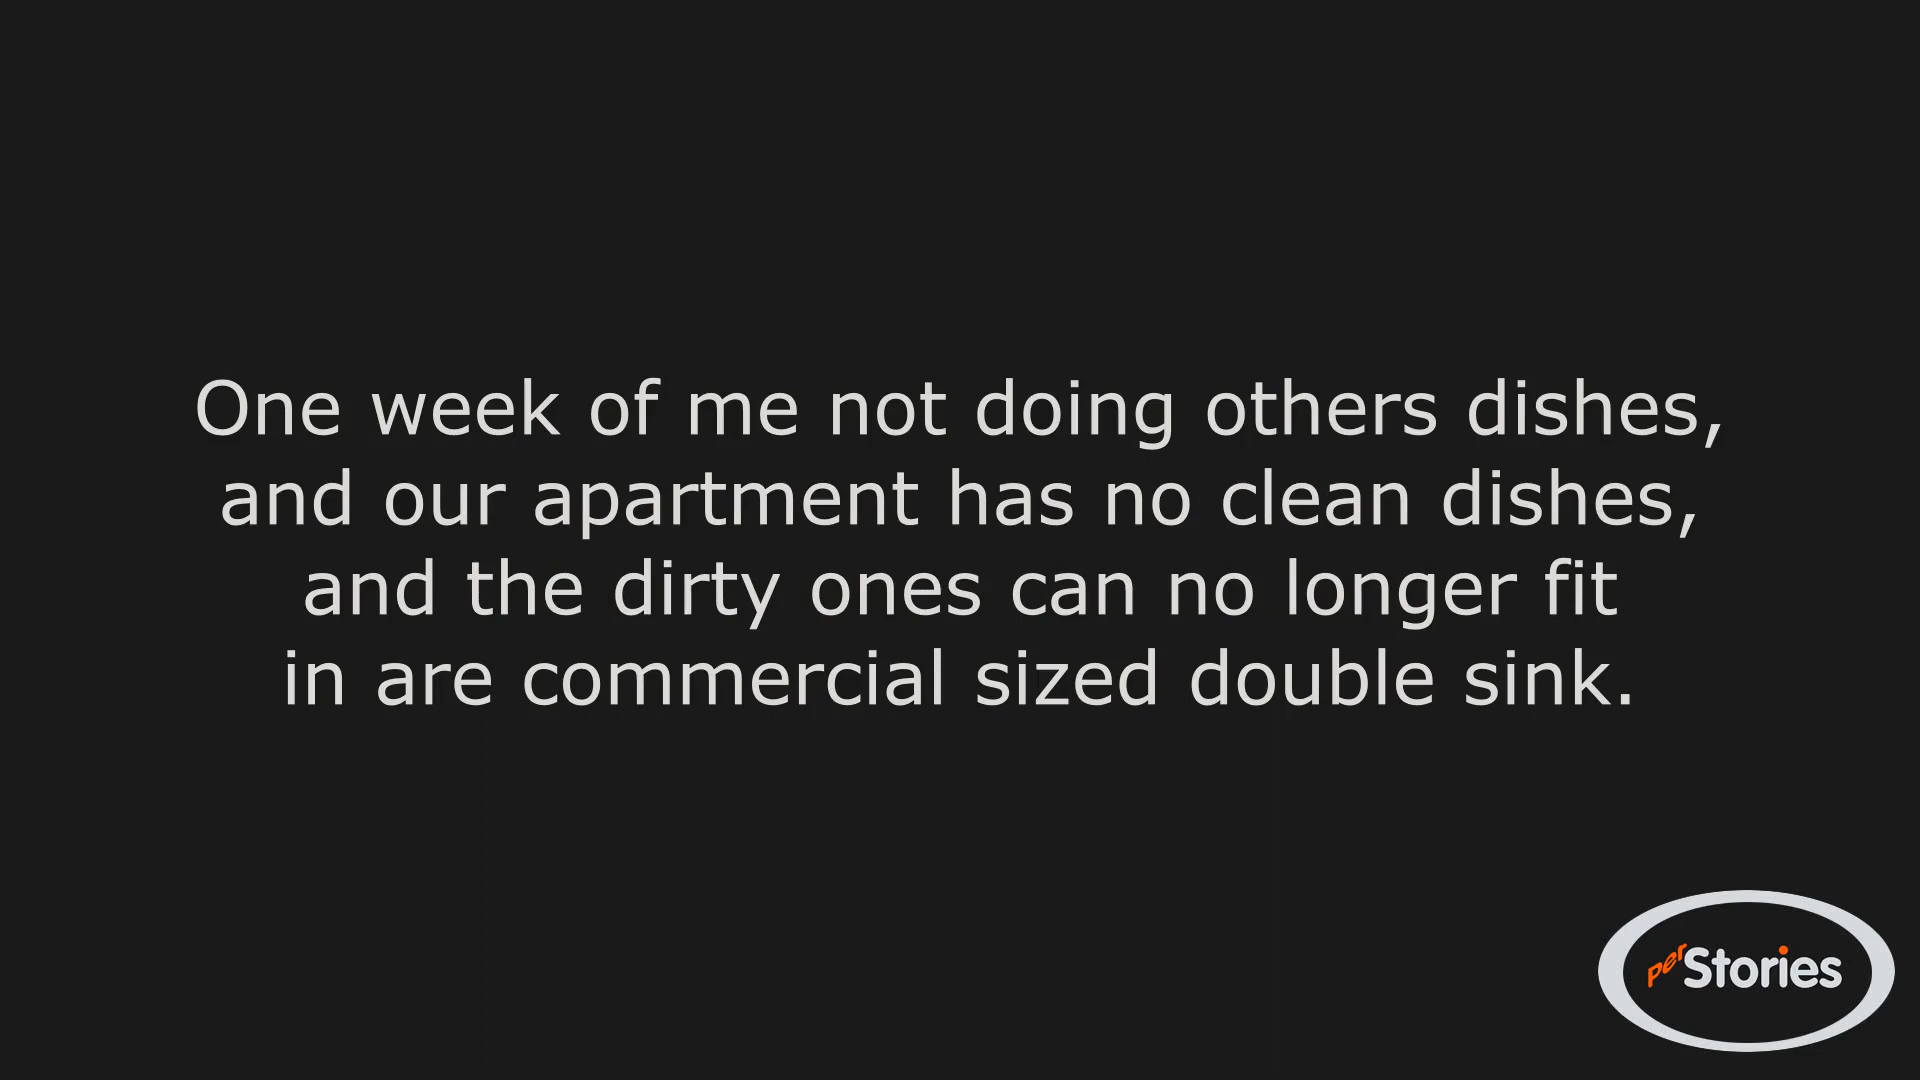 One week of me not doing others dishes,
and our apartment has no clean dishes,
and the dirty ones can no longer fit
in are commercial sized double sink.
perStories